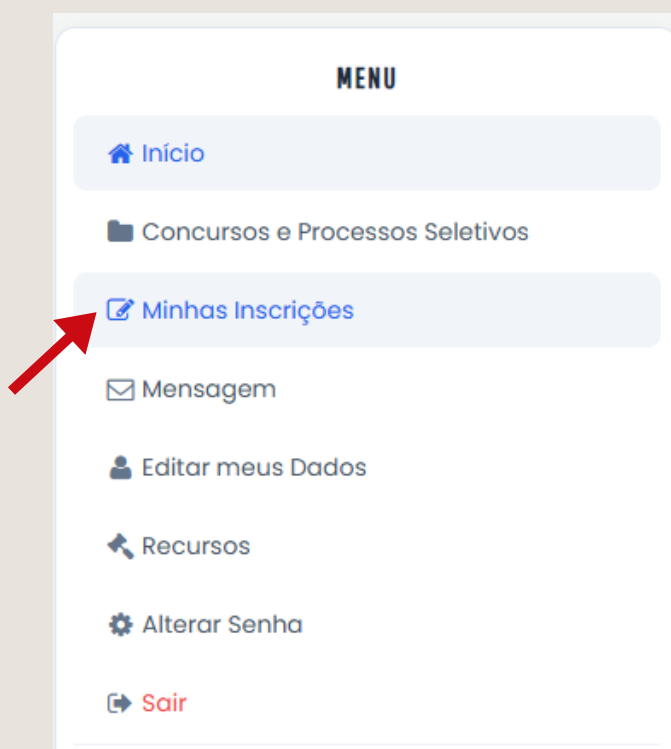 MENU
Início
Concursos e Processos Seletivos
Minhas Inscrições
Mensagem
Editar meus Dados
Recursos
Alterar Senha
Sair